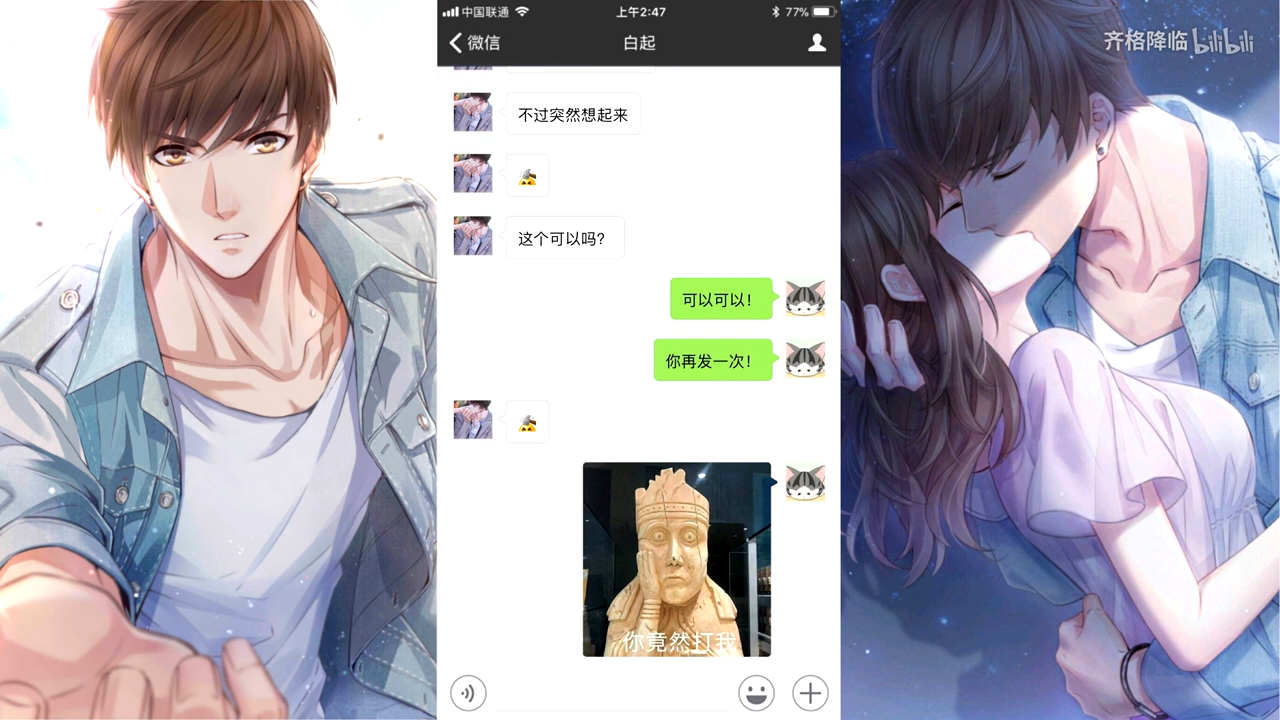 中国联通
上午2:47
77%
微信
白起
齐格降临 bilibili
不过突然想起来
这个可以吗?
可以可以!
你再发一次!
你竟然打我